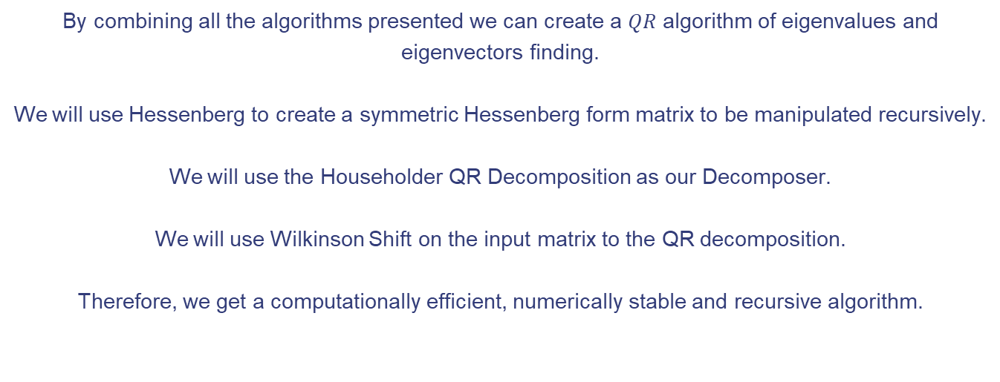 By combining all the algorithms presented we can create a QR algorithm of eigenvalues and
eigenvectors finding.
We will use Hessenberg to create a symmetric Hessenberg form matrix to be manipulated recursively.
We will use the Householder QR Decomposition as our Decomposer.
We will use Wilkinson Shift on the input matrix to the QR decomposition.
Therefore, we get a computationally efficient, numerically stable and recursive algorithm.